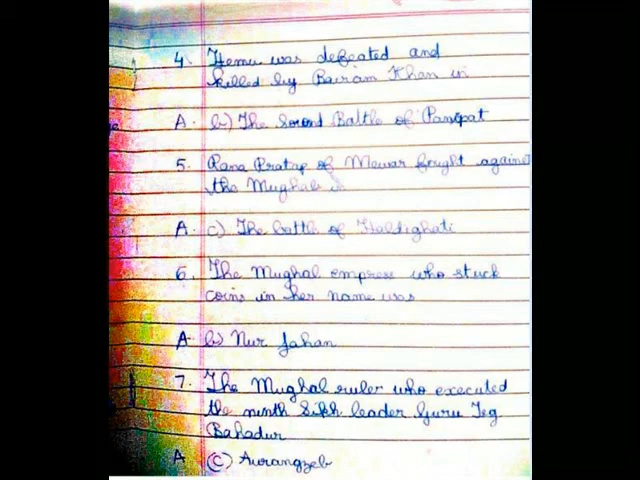 4. Hemu was defeated and
killed by Bairam Khan in
A. b) The Second Battle of Panipat
5. Rana Pratap of Mewar fought against
the Mughals in
A. c) The battle of Haldighati
6. The Mughal empress who stuck
coins in her name was
A b) Nur Jahan
7. The Mughal ruler who executed
the ninth Sikh leader Guru Teg
Bahadur
A (c) Aurangzeb